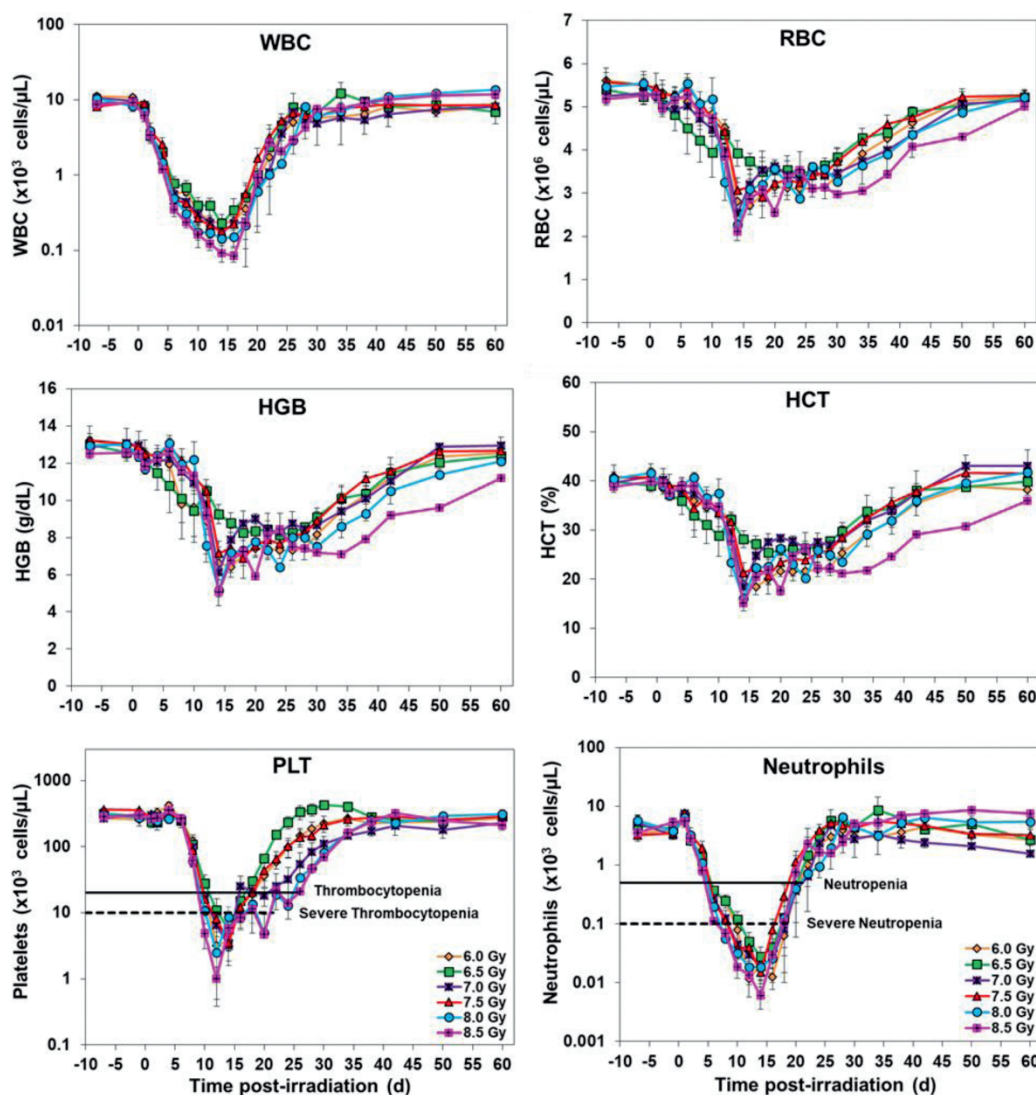 WBC
WBC (x10³ cells/µL)
100
10
1
0.1
0.01
-10 -5 0 5 10 15 20 25 30 35 40 45 50 55 60
RBC
RBC (x10⁶ cells/µL)
7
6
5
4
3
2
1
0
-10 -5 0 5 10 15 20 25 30 35 40 45 50 55 60
HGB
HGB (g/dL)
16
14
12
10
8
6
4
2
0
-10 -5 0 5 10 15 20 25 30 35 40 45 50 55 60
HCT
HCT (%)
60
50
40
30
20
10
0
-10 -5 0 5 10 15 20 25 30 35 40 45 50 55 60
PLT
Platelets (x10³ cells/µL)
1000
100
10
1
0.1
Thrombocytopenia
Severe Thrombocytopenia
6.0 Gy
6.5 Gy
7.0 Gy
7.5 Gy
8.0 Gy
8.5 Gy
-10 -5 0 5 10 15 20 25 30 35 40 45 50 55 60
Time post-irradiation (d)
Neutrophils
Neutrophils (x10³ cells/µL)
100
10
1
0.1
0.01
0.001
Neutropenia
Severe Neutropenia
6.0 Gy
6.5 Gy
7.0 Gy
7.5 Gy
8.0 Gy
8.5 Gy
-10 -5 0 5 10 15 20 25 30 35 40 45 50 55 60
Time post-irradiation (d)